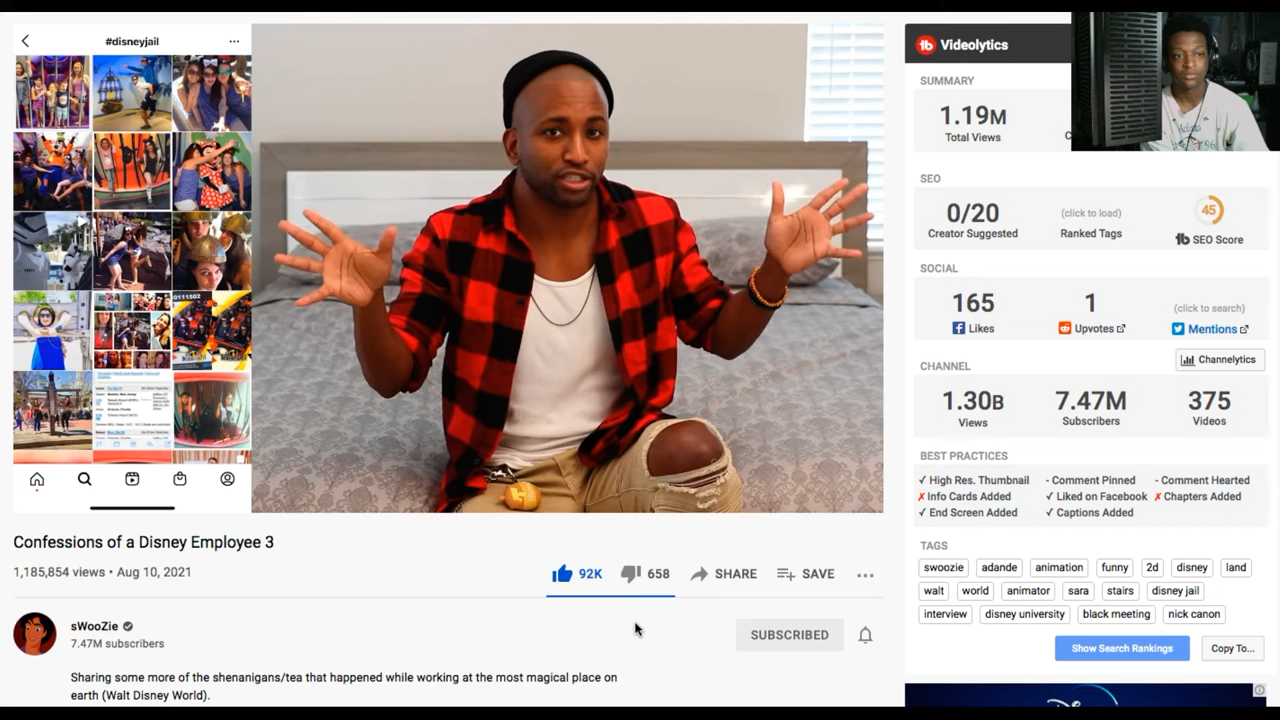 #disneyjail
Confessions of a Disney Employee 3
1,185,854 views • Aug 10, 2021
92K
658
SHARE
SAVE
sWooZie
7.47M subscribers
SUBSCRIBED
Sharing some more of the shenanigans/tea that happened while working at the most magical place on
earth (Walt Disney World).
Videolytics
SUMMARY
1.19M
Total Views
SEO
0/20
Creator Suggested
(click to load)
Ranked Tags
45
SEO Score
SOCIAL
165
Likes
1
Upvotes
(click to search)
Mentions
Channelytics
CHANNEL
1.30B
Views
7.47M
Subscribers
375
Videos
BEST PRACTICES
✓ High Res. Thumbnail - Comment Pinned - Comment Hearted
✗ Info Cards Added ✓ Liked on Facebook ✗ Chapters Added
✓ End Screen Added ✓ Captions Added
TAGS
swoozie adande animation funny 2d disney land
walt world animator sara stairs disney jail
interview disney university black meeting nick canon
Show Search Rankings Copy To...